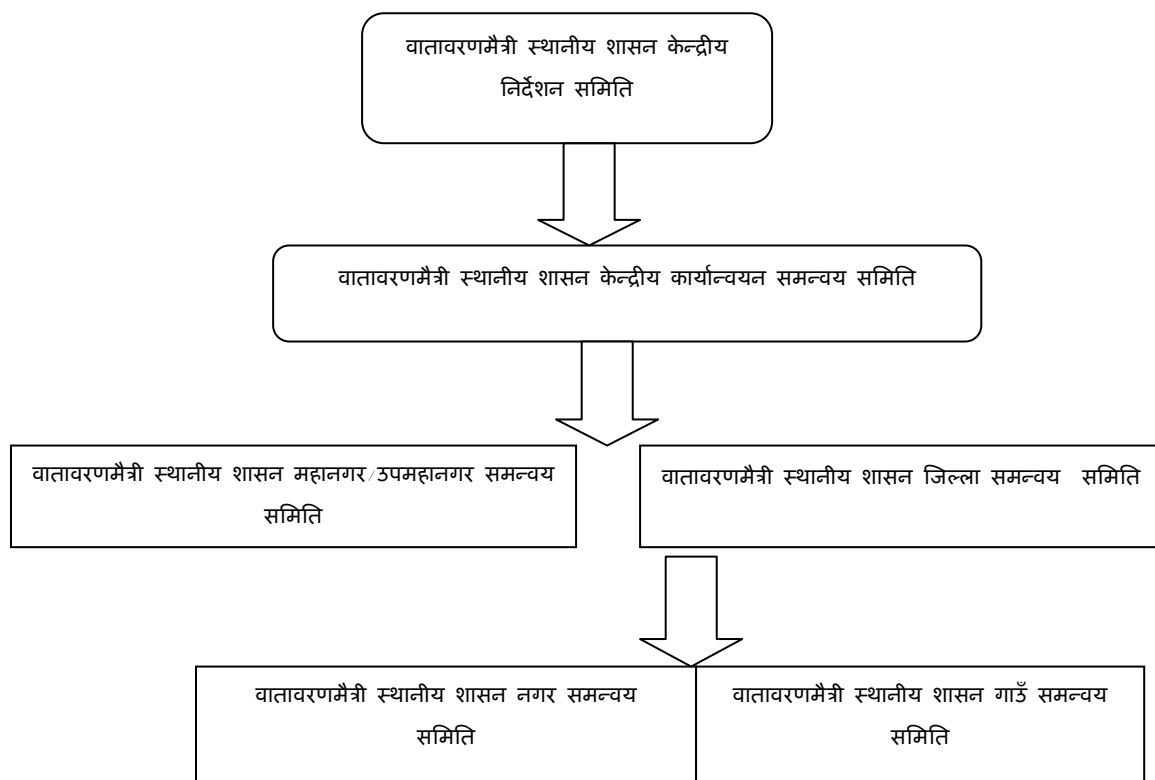 वातावरणमैत्री स्थानीय शासन केन्द्रीय
निर्देशन समिति
वातावरणमैत्री स्थानीय शासन केन्द्रीय कार्यान्वयन समन्वय समिति
वातावरणमैत्री स्थानीय शासन महानगर/उपमहानगर समन्वय
समिति
वातावरणमैत्री स्थानीय शासन जिल्ला समन्वय समिति
वातावरणमैत्री स्थानीय शासन नगर समन्वय
समिति
वातावरणमैत्री स्थानीय शासन गाउँ समन्वय
समिति